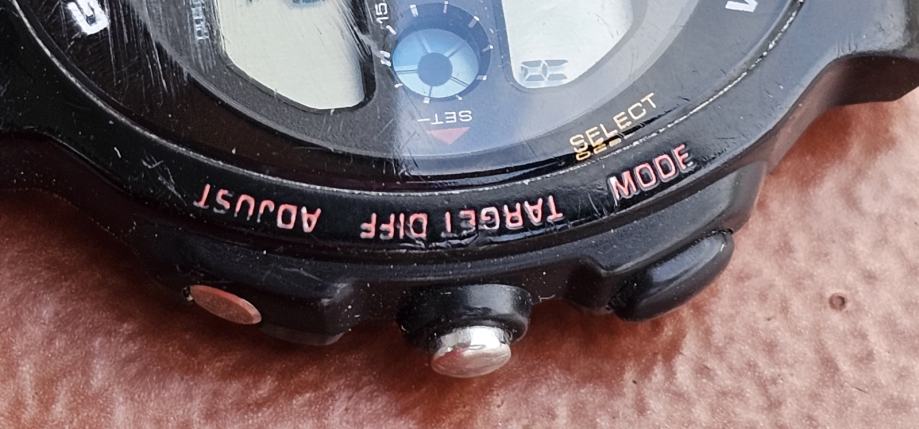 15
SET-
SELECT
MODE
TARGET DIFF
ADJUST